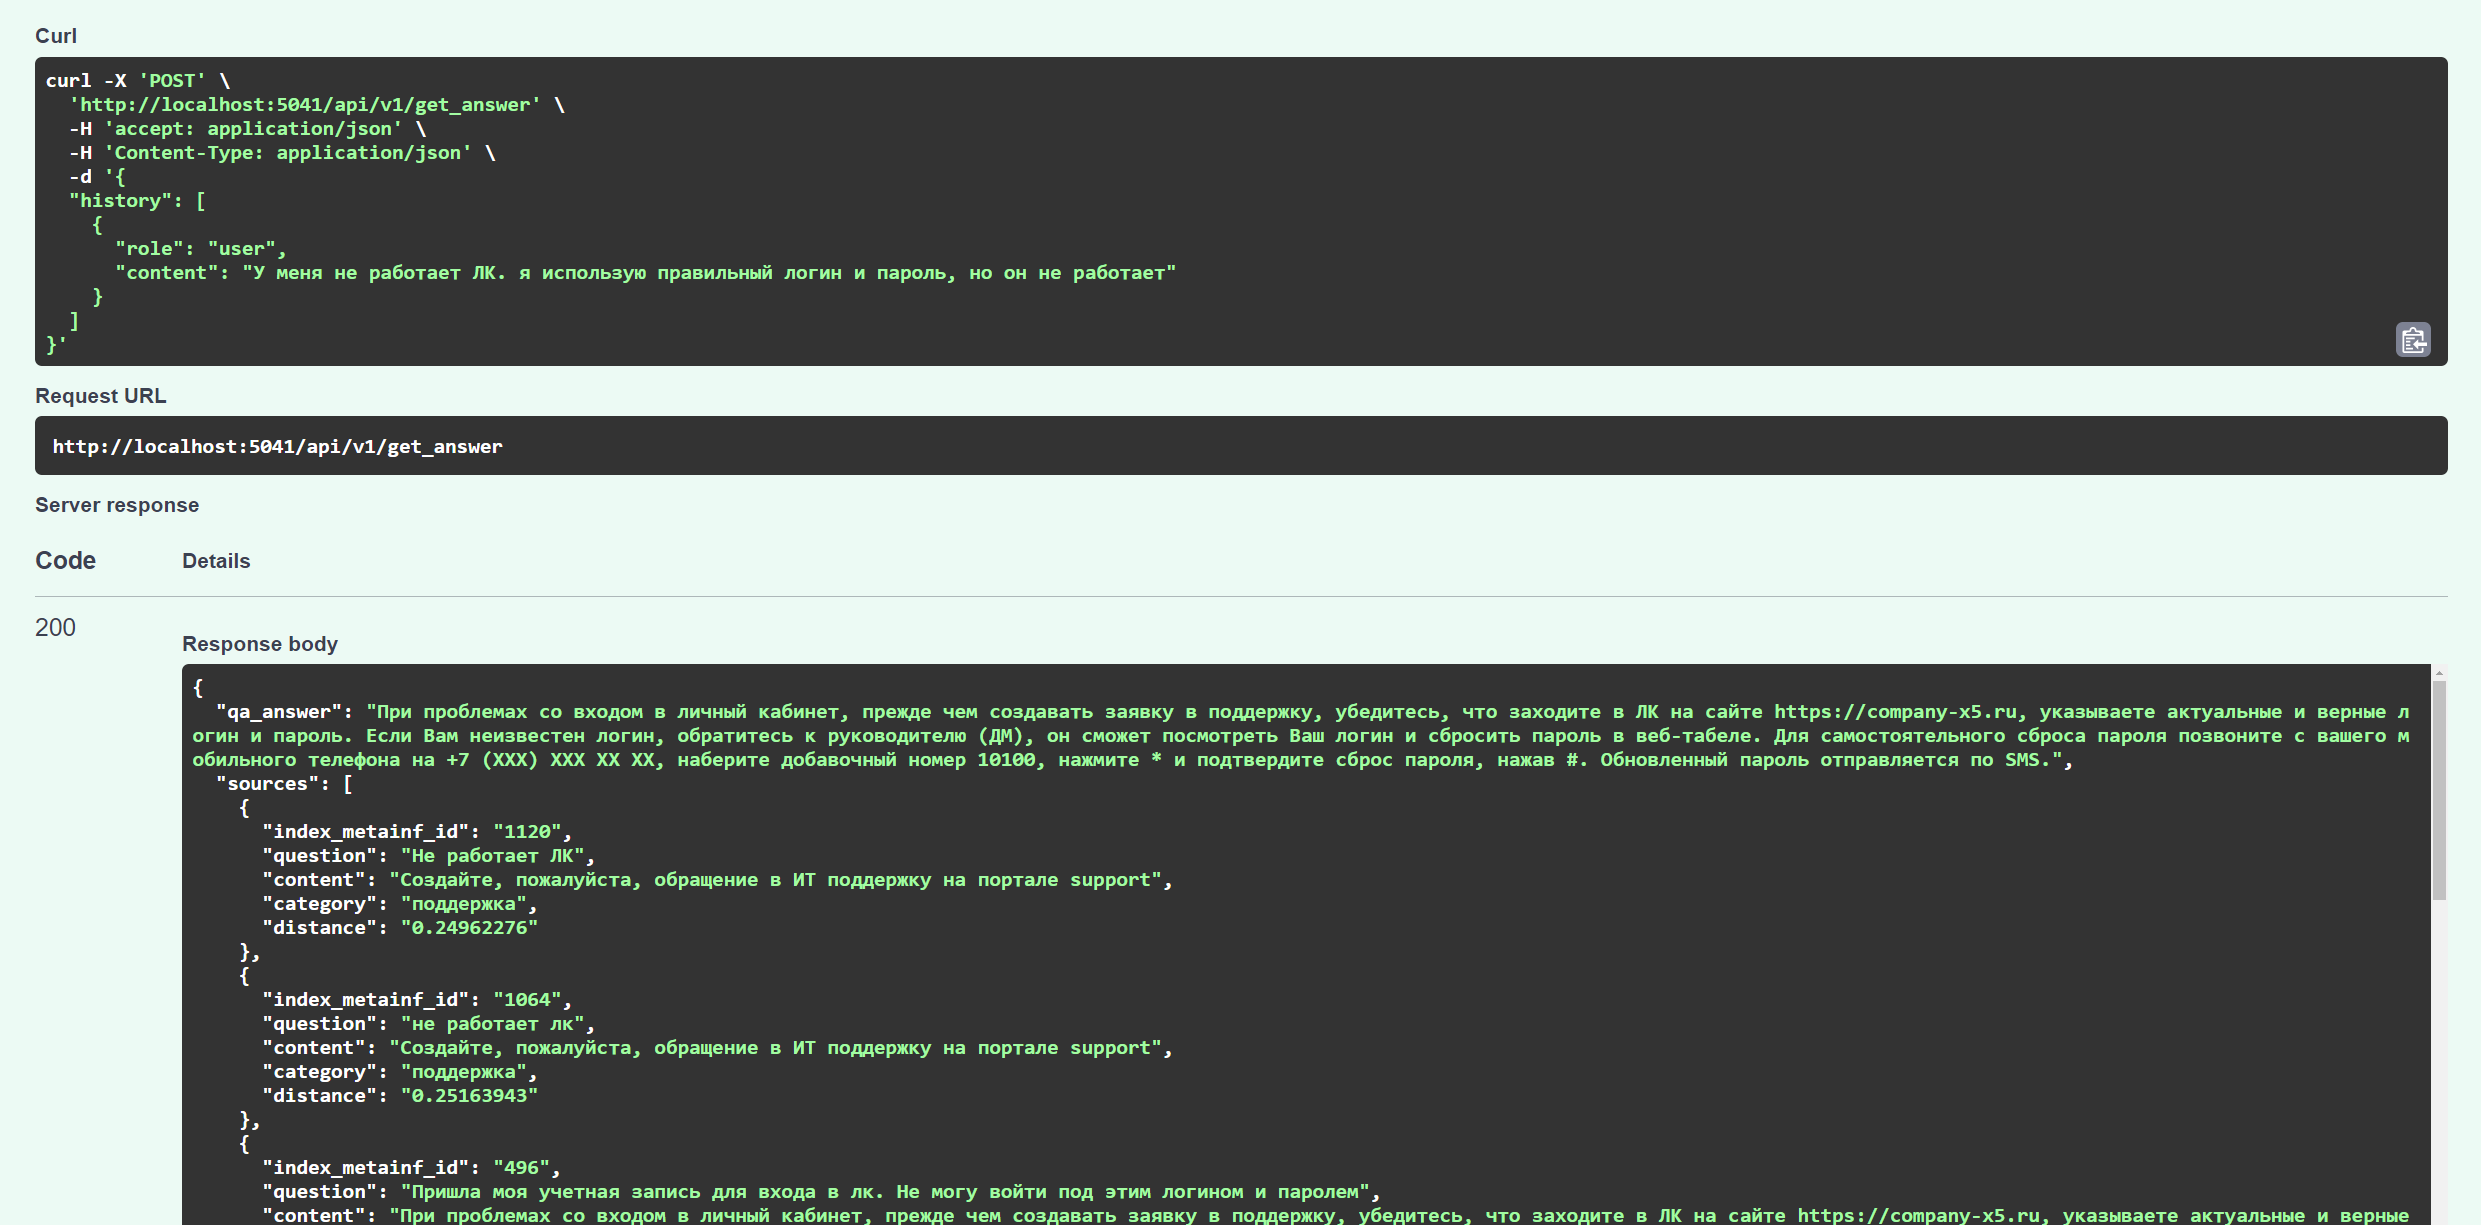 Curl
curl -X 'POST' \
  'http://localhost:5041/api/v1/get_answer' \
  -H 'accept: application/json' \
  -H 'Content-Type: application/json' \
  -d '{
  "history": [
    {
      "role": "user",
      "content": "У меня не работает ЛК. я использую правильный логин и пароль, но он не работает"
    }
  ]
}'
Request URL
http://localhost:5041/api/v1/get_answer
Server response
Code Details
200
Response body
{
  "qa_answer": "При проблемах со входом в личный кабинет, прежде чем создавать заявку в поддержку, убедитесь, что заходите в ЛК на сайте https://company-x5.ru, указываете актуальные и верные л
огин и пароль. Если Вам неизвестен логин, обратитесь к руководителю (ДМ), он сможет посмотреть Ваш логин и сбросить пароль в веб-табеле. Для самостоятельного сброса пароля позвоните с вашего м
обильного телефона на +7 (XXX) XXX XX XX, наберите добавочный номер 10100, нажмите * и подтвердите сброс пароля, нажав #. Обновленный пароль отправляется по SMS.",
  "sources": [
    {
      "index_metainf_id": "1120",
      "question": "Не работает ЛК",
      "content": "Создайте, пожалуйста, обращение в ИТ поддержку на портале support",
      "category": "поддержка",
      "distance": "0.24962276"
    },
    {
      "index_metainf_id": "1064",
      "question": "не работает лк",
      "content": "Создайте, пожалуйста, обращение в ИТ поддержку на портале support",
      "category": "поддержка",
      "distance": "0.25163943"
    },
    {
      "index_metainf_id": "496",
      "question": "Пришла моя учетная запись для входа в лк. Не могу войти под этим логином и паролем",
      "content": "При проблемах со входом в личный кабинет, прежде чем создавать заявку в поддержку, убедитесь, что заходите в ЛК на сайте https://company-x5.ru, указываете актуальные и верные